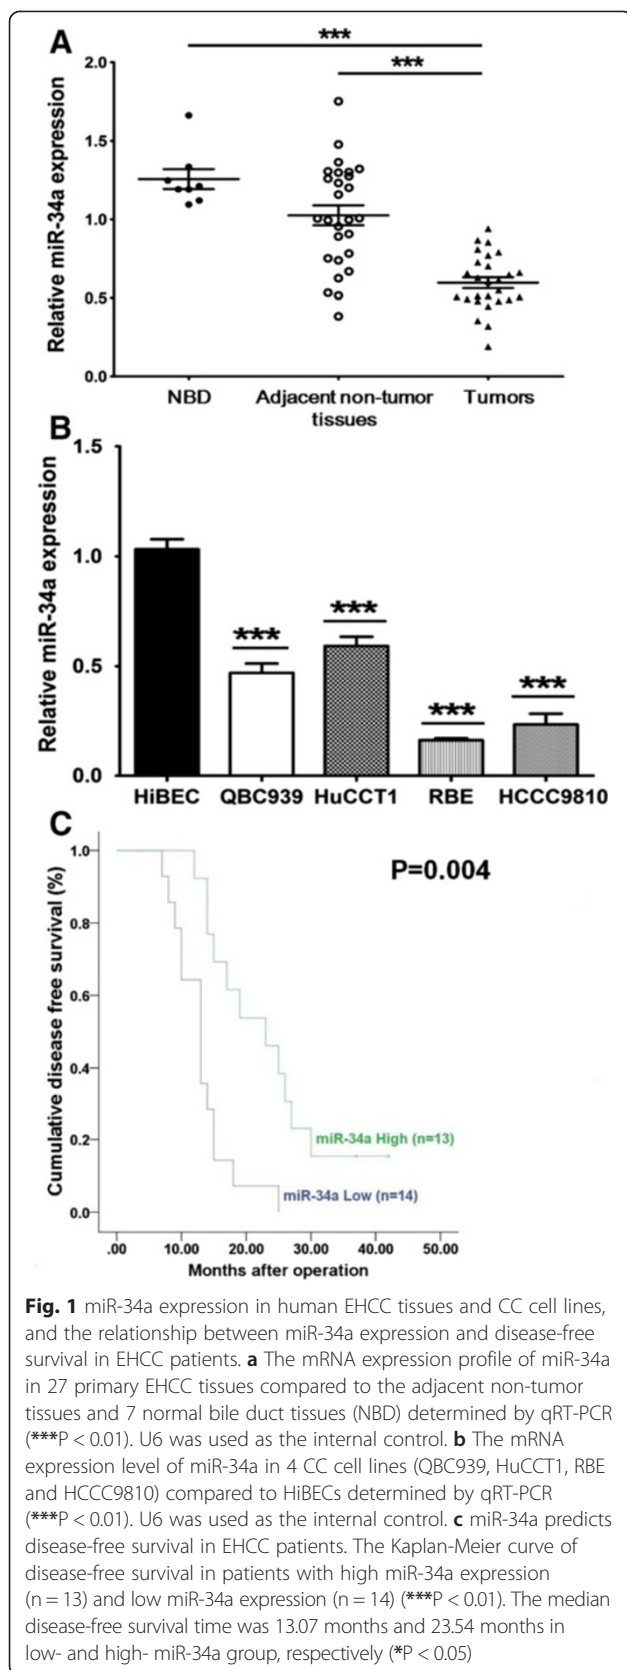 A
***
***
2.0
1.5
1.0
0.5
0.0
Relative miR-34a expression
NBD
Adjacent non-tumor
tissues
Tumors
B
1.5
1.0
0.5
0.0
Relative miR-34a expression
***
***
***
***
HiBEC
QBC939
HuCCT1
RBE
HCCC9810
C
P=0.004
1.0
0.8
0.6
0.4
0.2
0.0
Cumulative disease free survival (%)
miR-34a High (n=13)
miR-34a Low (n=14)
.00
10.00
20.00
30.00
40.00
50.00
Months after operation
Fig. 1 miR-34a expression in human EHCC tissues and CC cell lines,
and the relationship between miR-34a expression and disease-free
survival in EHCC patients. a The mRNA expression profile of miR-34a
in 27 primary EHCC tissues compared to the adjacent non-tumor
tissues and 7 normal bile duct tissues (NBD) determined by qRT-PCR
(***P < 0.01). U6 was used as the internal control. b The mRNA
expression level of miR-34a in 4 CC cell lines (QBC939, HuCCT1, RBE
and HCCC9810) compared to HiBECs determined by qRT-PCR
(***P < 0.01). U6 was used as the internal control. c miR-34a predicts
disease-free survival in EHCC patients. The Kaplan-Meier curve of
disease-free survival in patients with high miR-34a expression
(n = 13) and low miR-34a expression (n = 14) (***P < 0.01). The median
disease-free survival time was 13.07 months and 23.54 months in
low- and high- miR-34a group, respectively (*P < 0.05)